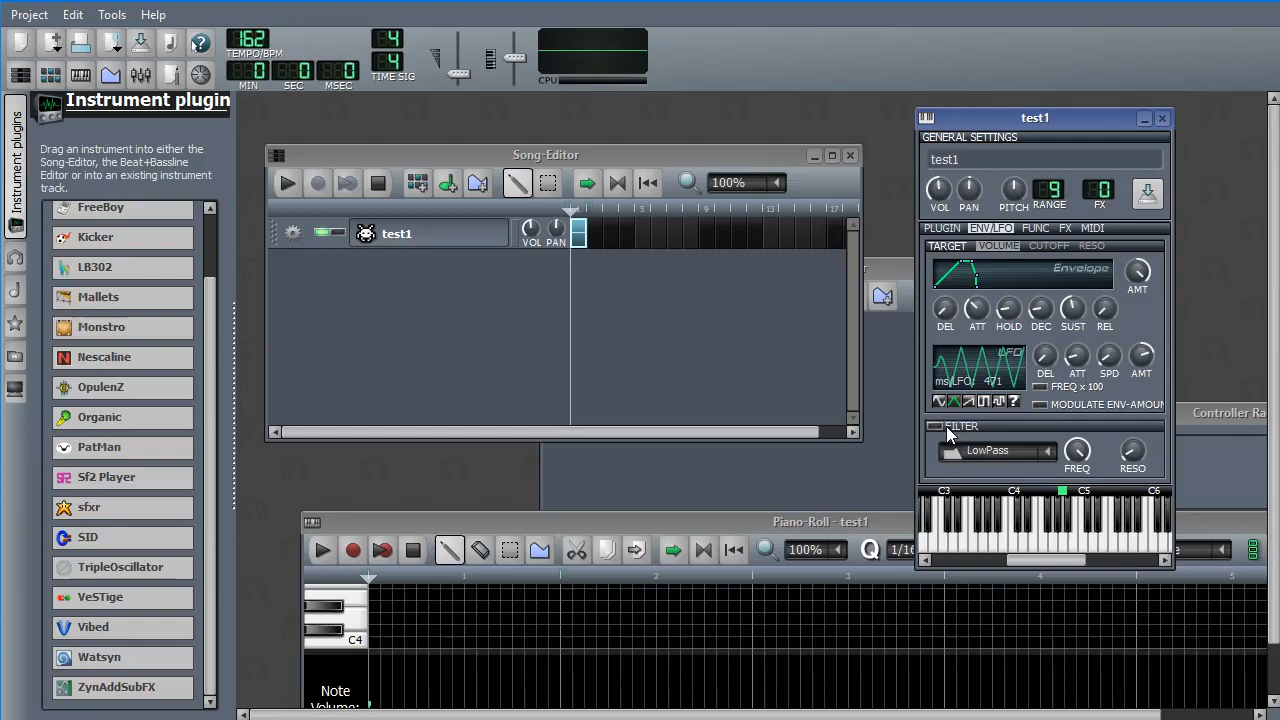 Project Edit Tools Help
162
TEMPO/BPM
0 0 0
MIN SEC MSEC
4
4
TIME SIG
CPU
Instrument plugin
Drag an instrument into either the
Song-Editor, the Beat+Bassline
Editor or into an existing instrument
track.
Instrument plugins
FreeBoy
Kicker
LB302
Mallets
Monstro
Nescaline
OpulenZ
Organic
PatMan
Sf2 Player
sfxr
SID
TripleOscillator
VeSTige
Vibed
Watsyn
ZynAddSubFX
Song-Editor
100%
1 5 9 13 17
test1
VOL PAN
test1
GENERAL SETTINGS
test1
9 0
VOL PAN PITCH RANGE FX
PLUGIN ENV/LFO FUNC FX MIDI
TARGET VOLUME CUTOFF RESO
Envelope
AMT
DEL ATT HOLD DEC SUST REL
LFO
ms/LFO: 471
DEL ATT SPD AMT
FREQ x 100
MODULATE ENV-AMOUN
FILTER
LowPass
FREQ RESO
C3 C4 C5 C6
Controller Ra
Piano-Roll - test1
100% Q 1/16
1 2 3 4 5
C4
Note
Volume: